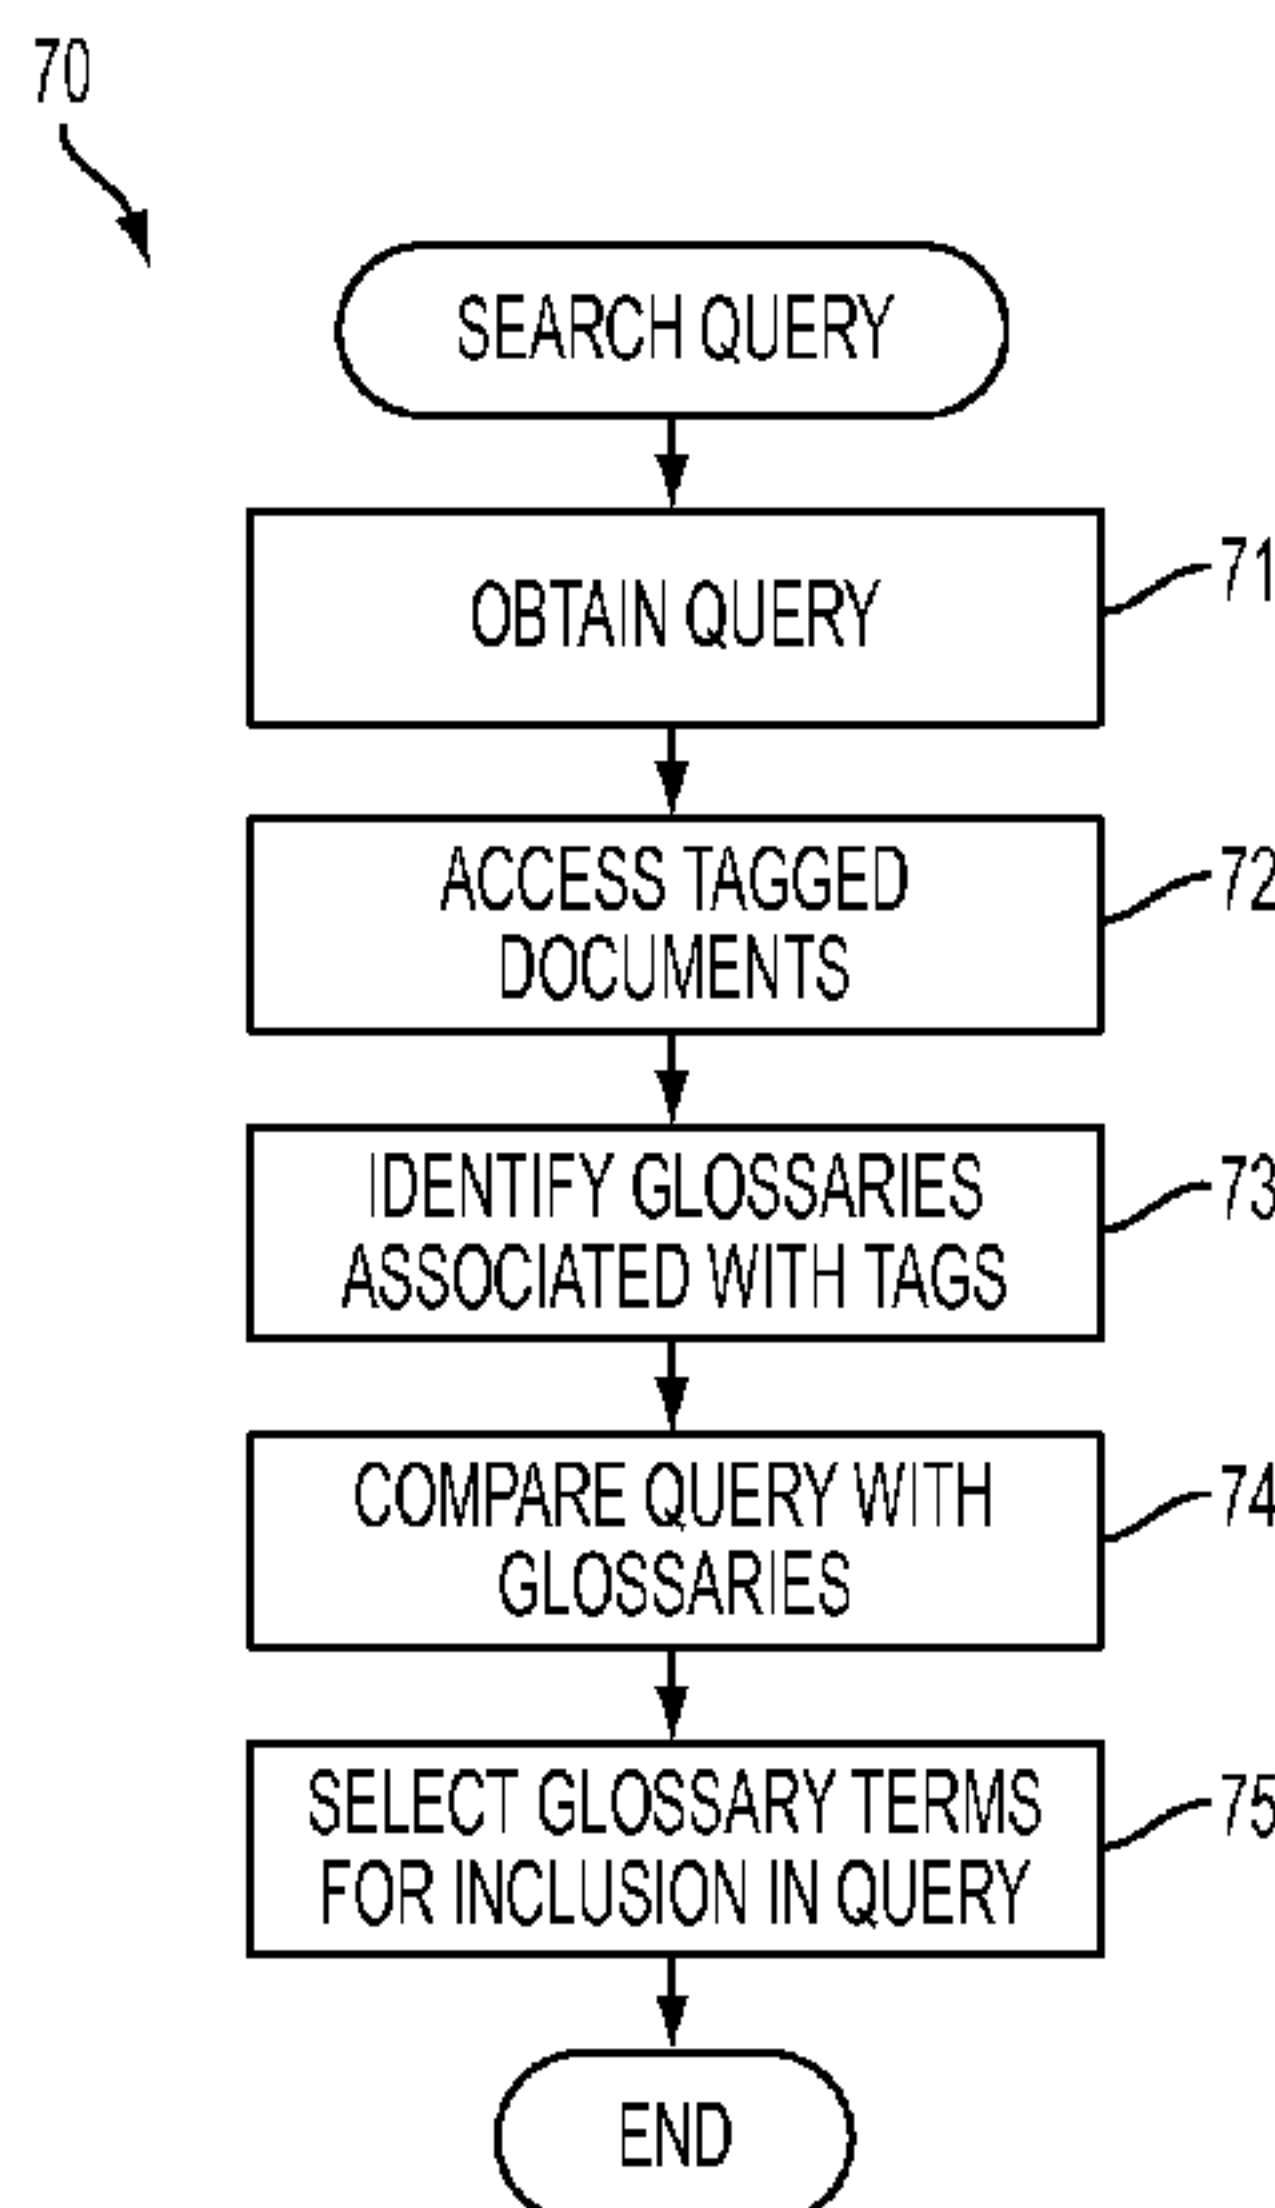 70
SEARCH QUERY
OBTAIN QUERY
71
ACCESS TAGGED
DOCUMENTS
72
IDENTIFY GLOSSARIES
ASSOCIATED WITH TAGS
73
COMPARE QUERY WITH
GLOSSARIES
74
SELECT GLOSSARY TERMS
FOR INCLUSION IN QUERY
75
END